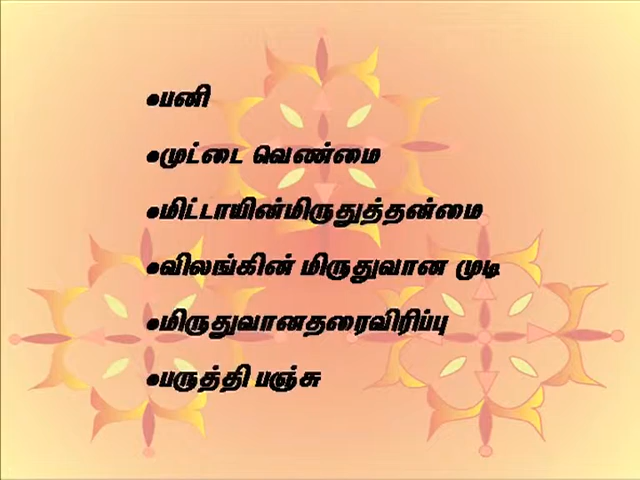 •பனி
•முட்டை வெண்மை
•மிட்டாயின்மிருதுத்தன்மை
•விலங்கின் மிருதுவான முடி
•மிருதுவானதரைவிரிப்பு
•பருத்தி பஞ்சு